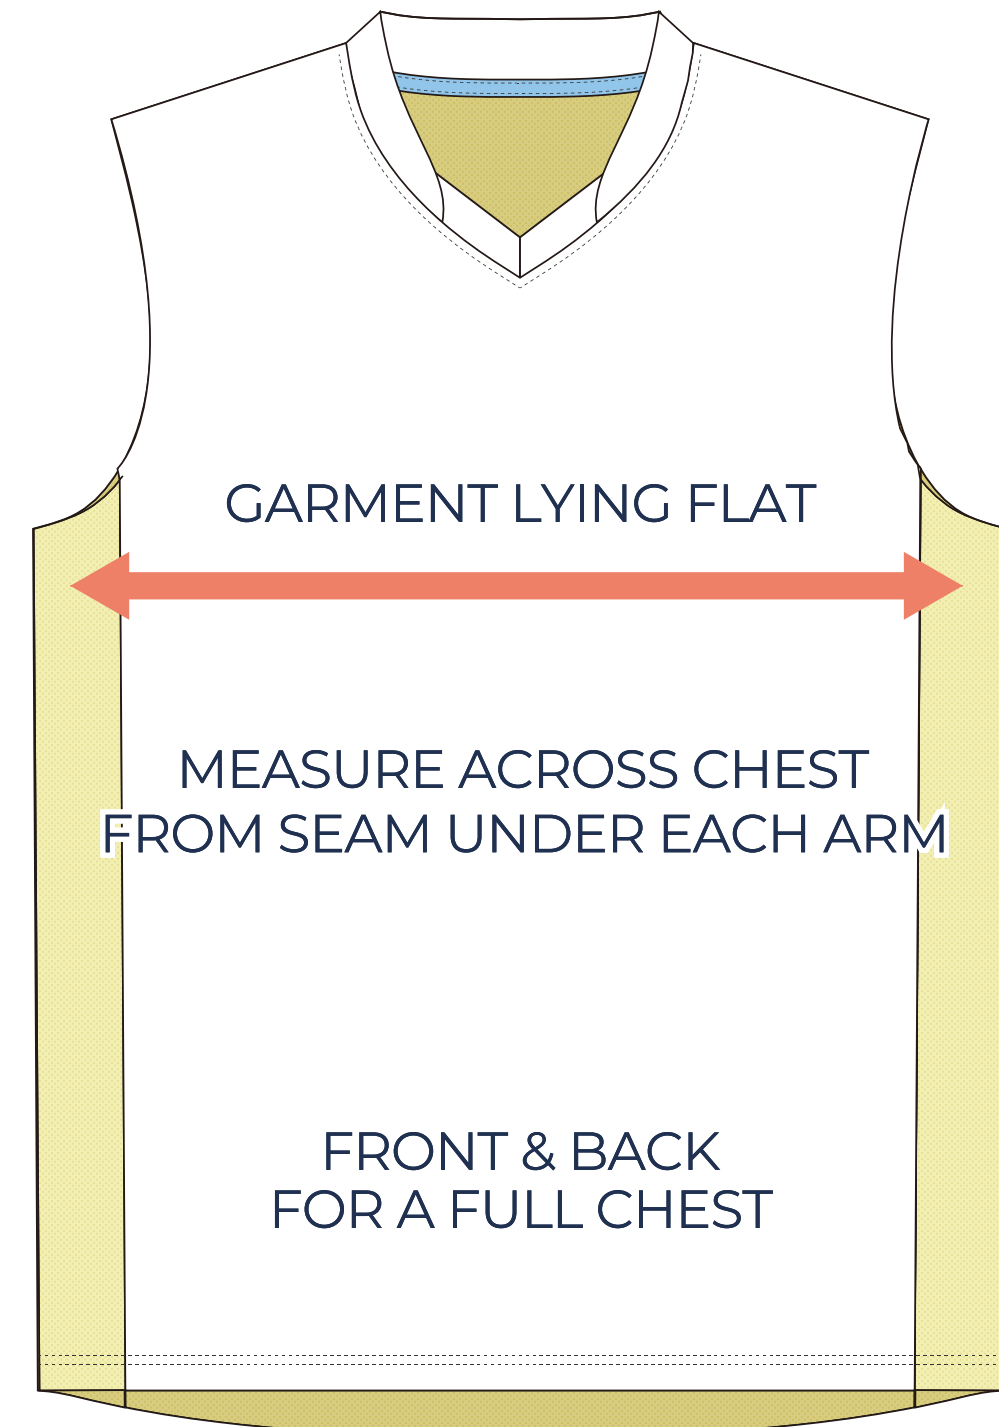 GARMENT LYING FLAT
MEASURE ACROSS CHEST
FROM SEAM UNDER EACH ARM
FRONT & BACK
FOR A FULL CHEST